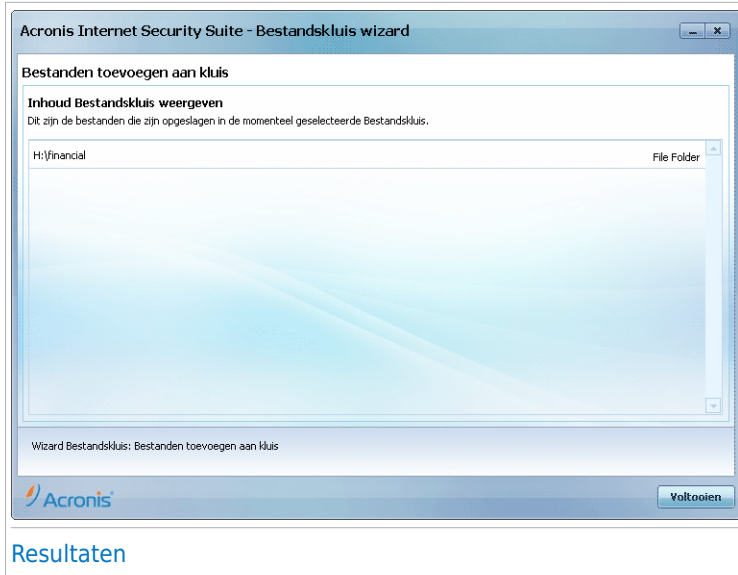 Acronis Internet Security Suite - Bestandskluis wizard
Bestanden toevoegen aan kluis
Inhoud Bestandskluis weergeven
Dit zijn de bestanden die zijn opgeslagen in de momenteel geselecteerde Bestandskluis.
H:\financial File Folder
Wizard Bestandskluis: Bestanden toevoegen aan kluis
Acronis
Voltooien
Resultaten